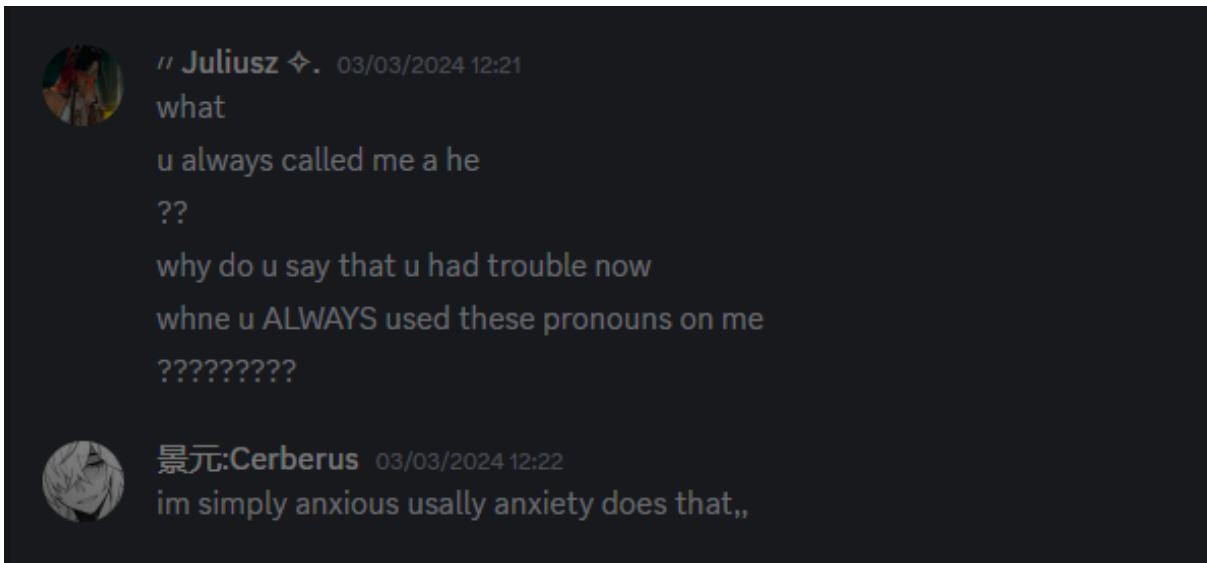 〃 Juliusz ✧. 03/03/2024 12:21
what
u always called me a he
??
why do u say that u had trouble now
whne u ALWAYS used these pronouns on me
?????????
景元:Cerberus 03/03/2024 12:22
im simply anxious usally anxiety does that,,